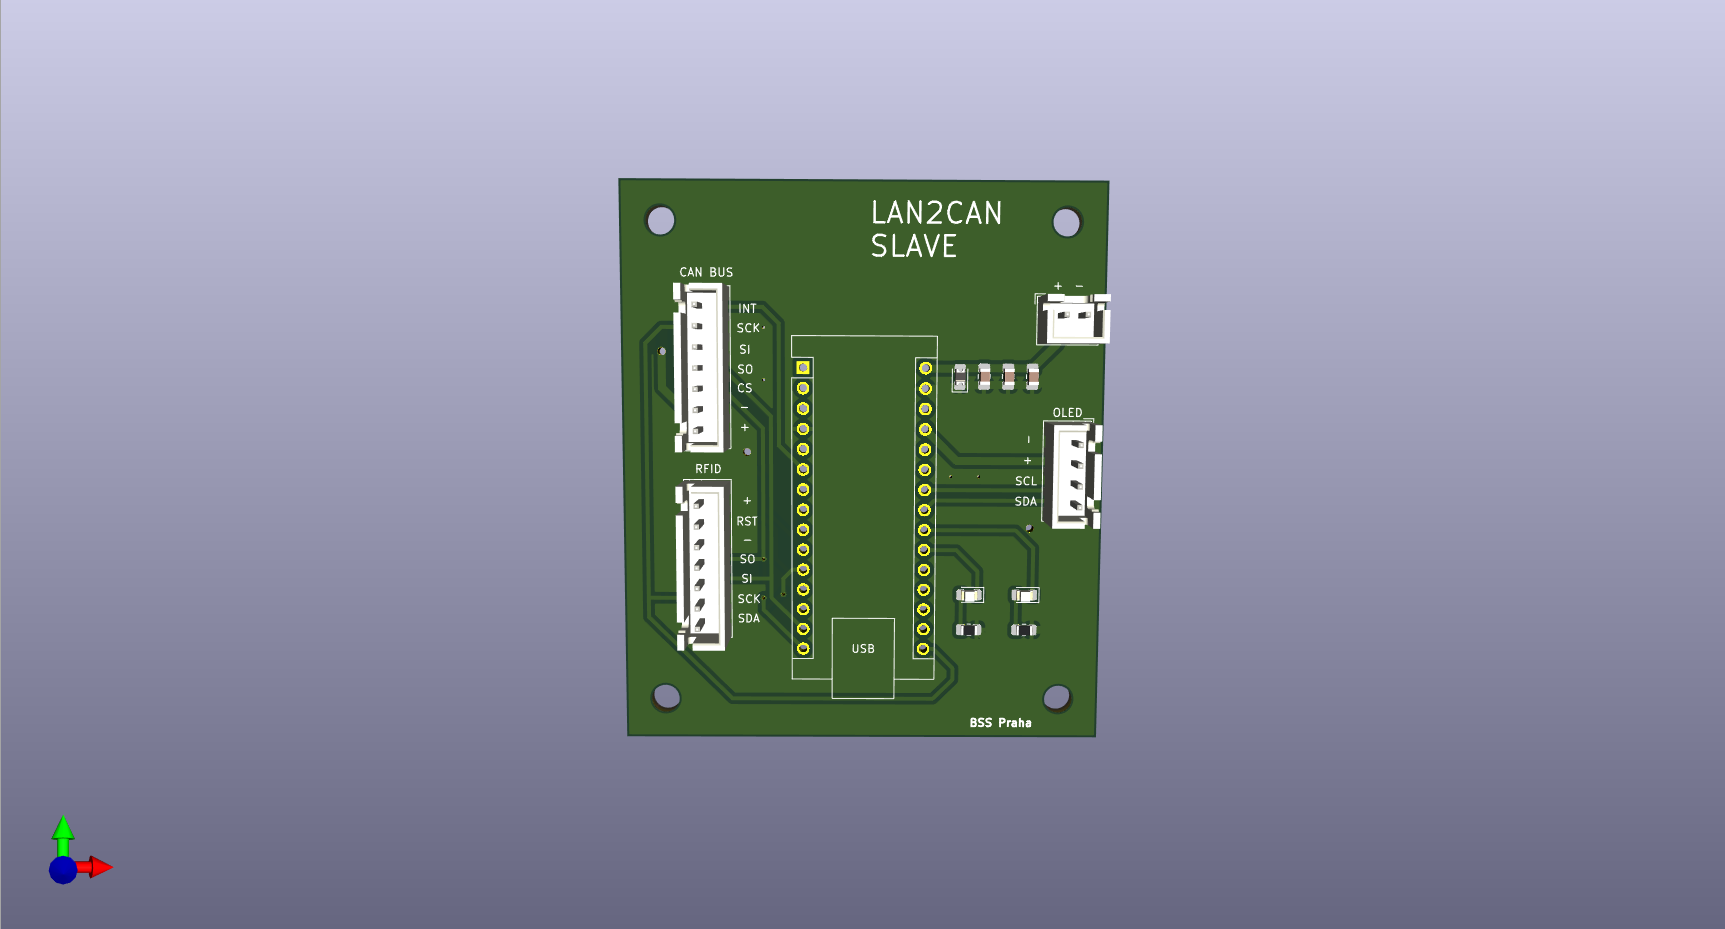 LAN2CAN
SLAVE
CAN BUS
INT
SCK
SI
SO
CS
-
+
+ -
OLED
-
+
SCL
SDA
RFID
+
RST
-
SO
SI
SCK
SDA
USB
BSS Praha